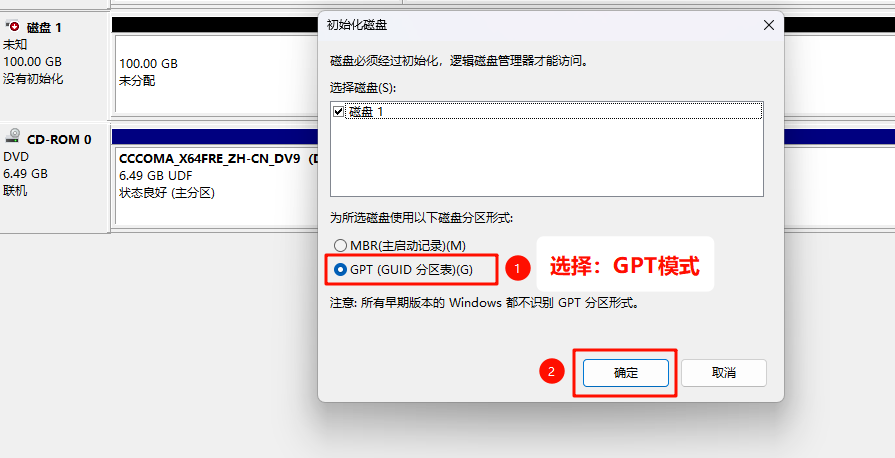 磁盘 1
未知
100.00 GB
没有初始化
100.00 GB
未分配
CD-ROM 0
DVD
6.49 GB
联机
CCCOMA_X64FRE_ZH-CN_DV9 (D
6.49 GB UDF
状态良好 (主分区)
初始化磁盘
磁盘必须经过初始化，逻辑磁盘管理器才能访问。
选择磁盘(S):
磁盘 1
为所选磁盘使用以下磁盘分区形式:
MBR(主启动记录)(M)
GPT (GUID 分区表)(G)
1
选择：GPT模式
注意: 所有早期版本的 Windows 都不识别 GPT 分区形式。
2
确定
取消